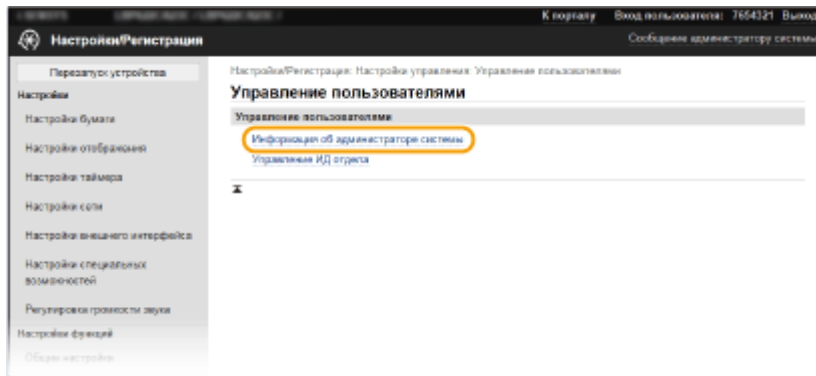 К порталу Вход пользователя: 7654321 Выход
Настройки/Регистрация
Сообщение администратору системы
Перезапуск устройства
Настройки
Настройки бумаги
Настройки отображения
Настройки таймера
Настройки сети
Настройки внешнего интерфейса
Настройки специальных
возможностей
Регулировка громкости звука
Настройки функций
Общие настройки
Настройки/Регистрация: Настройки управления: Управление пользователями
Управление пользователями
Управление пользователями
Информация об администраторе системы
Управление ИД отдела